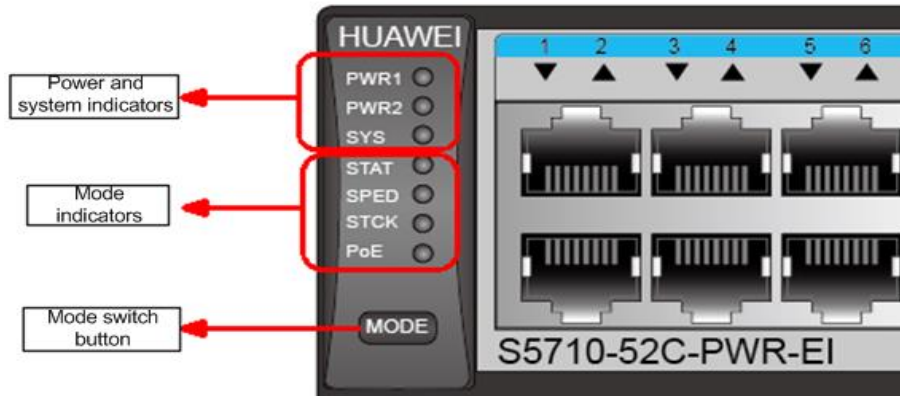 HUAWEI
1 2 3 4 5 6
Power and
system indicators
PWR1
PWR2
SYS
Mode
indicators
STAT
SPED
STCK
PoE
Mode switch
button
MODE
S5710-52C-PWR-EI